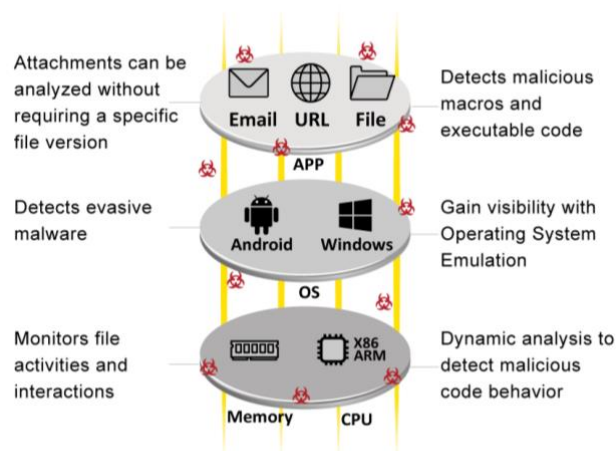 Attachments can be
analyzed without
requiring a specific
file version
Email URL File
APP
Detects malicious
macros and
executable code
Detects evasive
malware
Android Windows
OS
Gain visibility with
Operating System
Emulation
Monitors file
activities and
interactions
X86
ARM
Memory CPU
Dynamic analysis to
detect malicious
code behavior